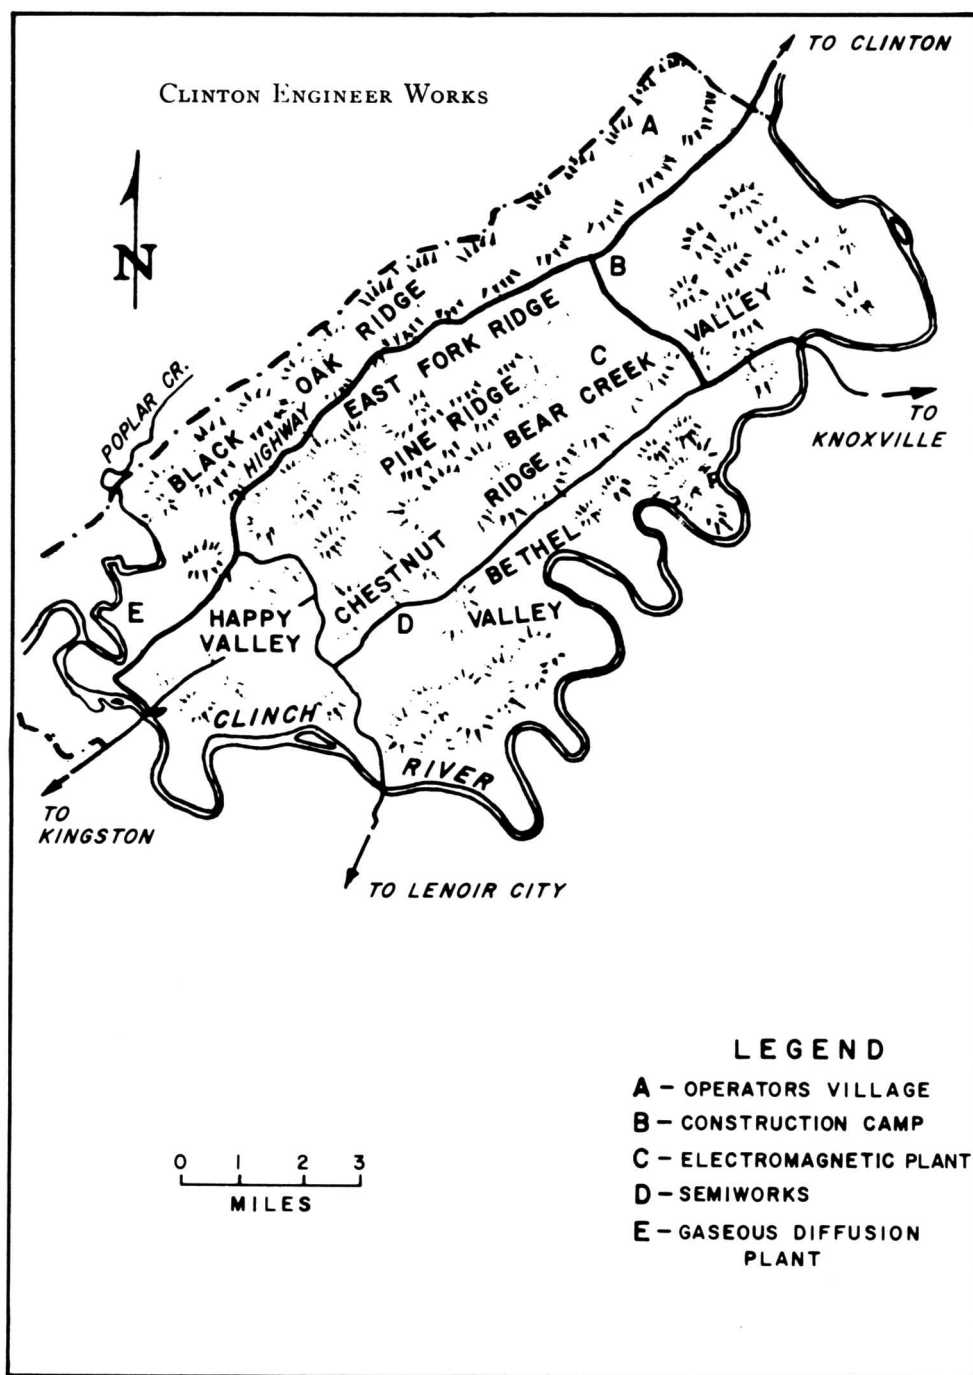 TO CLINTON
CLINTON ENGINEER WORKS
A
N
B
BLACK OAK RIDGE
HIGHWAY
EAST FORK RIDGE
PINE RIDGE
C
BEAR CREEK VALLEY
POPLAR CR.
TO
KNOXVILLE
CHESTNUT RIDGE
BETHEL
VALLEY
E
HAPPY
VALLEY
D
CLINCH
RIVER
TO
KINGSTON
TO LENOIR CITY
LEGEND
A – OPERATORS VILLAGE
B – CONSTRUCTION CAMP
C – ELECTROMAGNETIC PLANT
D – SEMIWORKS
E – GASEOUS DIFFUSION
PLANT
0 1 2 3
MILES